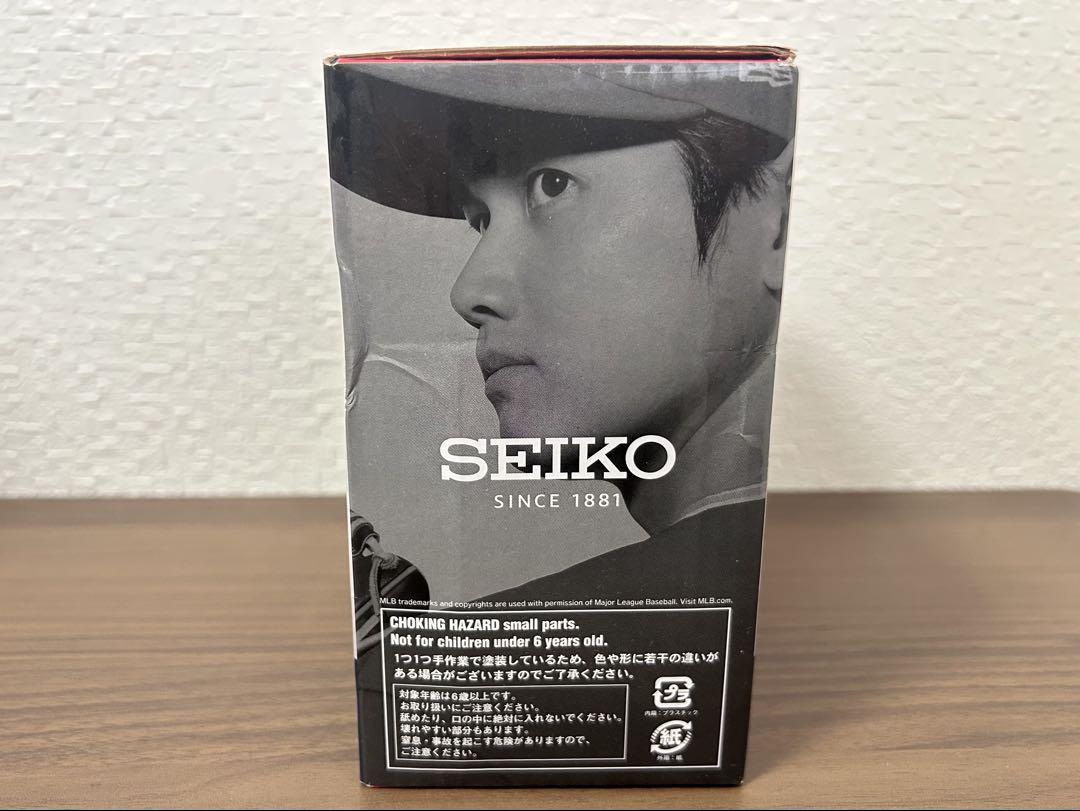 SEIKO
SINCE 1881
MLB trademarks and copyrights are used with permission of Major League Baseball. Visit MLB.com.
CHOKING HAZARD small parts.
Not for children under 6 years old.
1つ1つ手作業で塗装しているため、色や形に若干の違いが
ある場合がございますのでご了承ください。
対象年齢は6歳以上です。
お取り扱いにご注意ください。
舐めたり、口の中に絶対に入れないでください。
壊れやすい部分もあります。
窒息・事故を起こす危険がありますので、
ご注意ください。
プラ
内箱：プラスチック
紙
外箱：紙